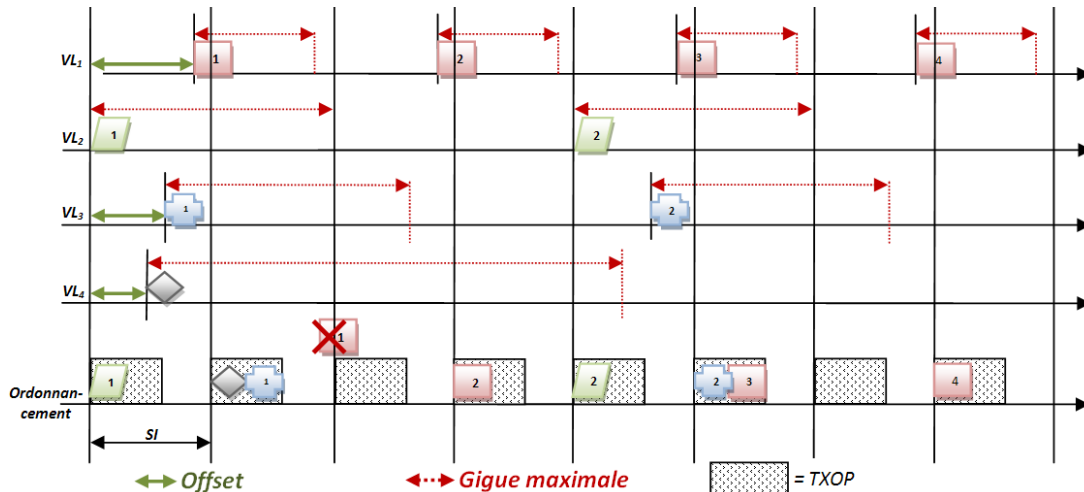 VL₁
1
2
3
4
VL₂
1
2
VL₃
1
2
VL₄
1
Ordonnan-
cement
1
1
2
2
2
3
4
SI
Offset
Gigue maximale
= TXOP